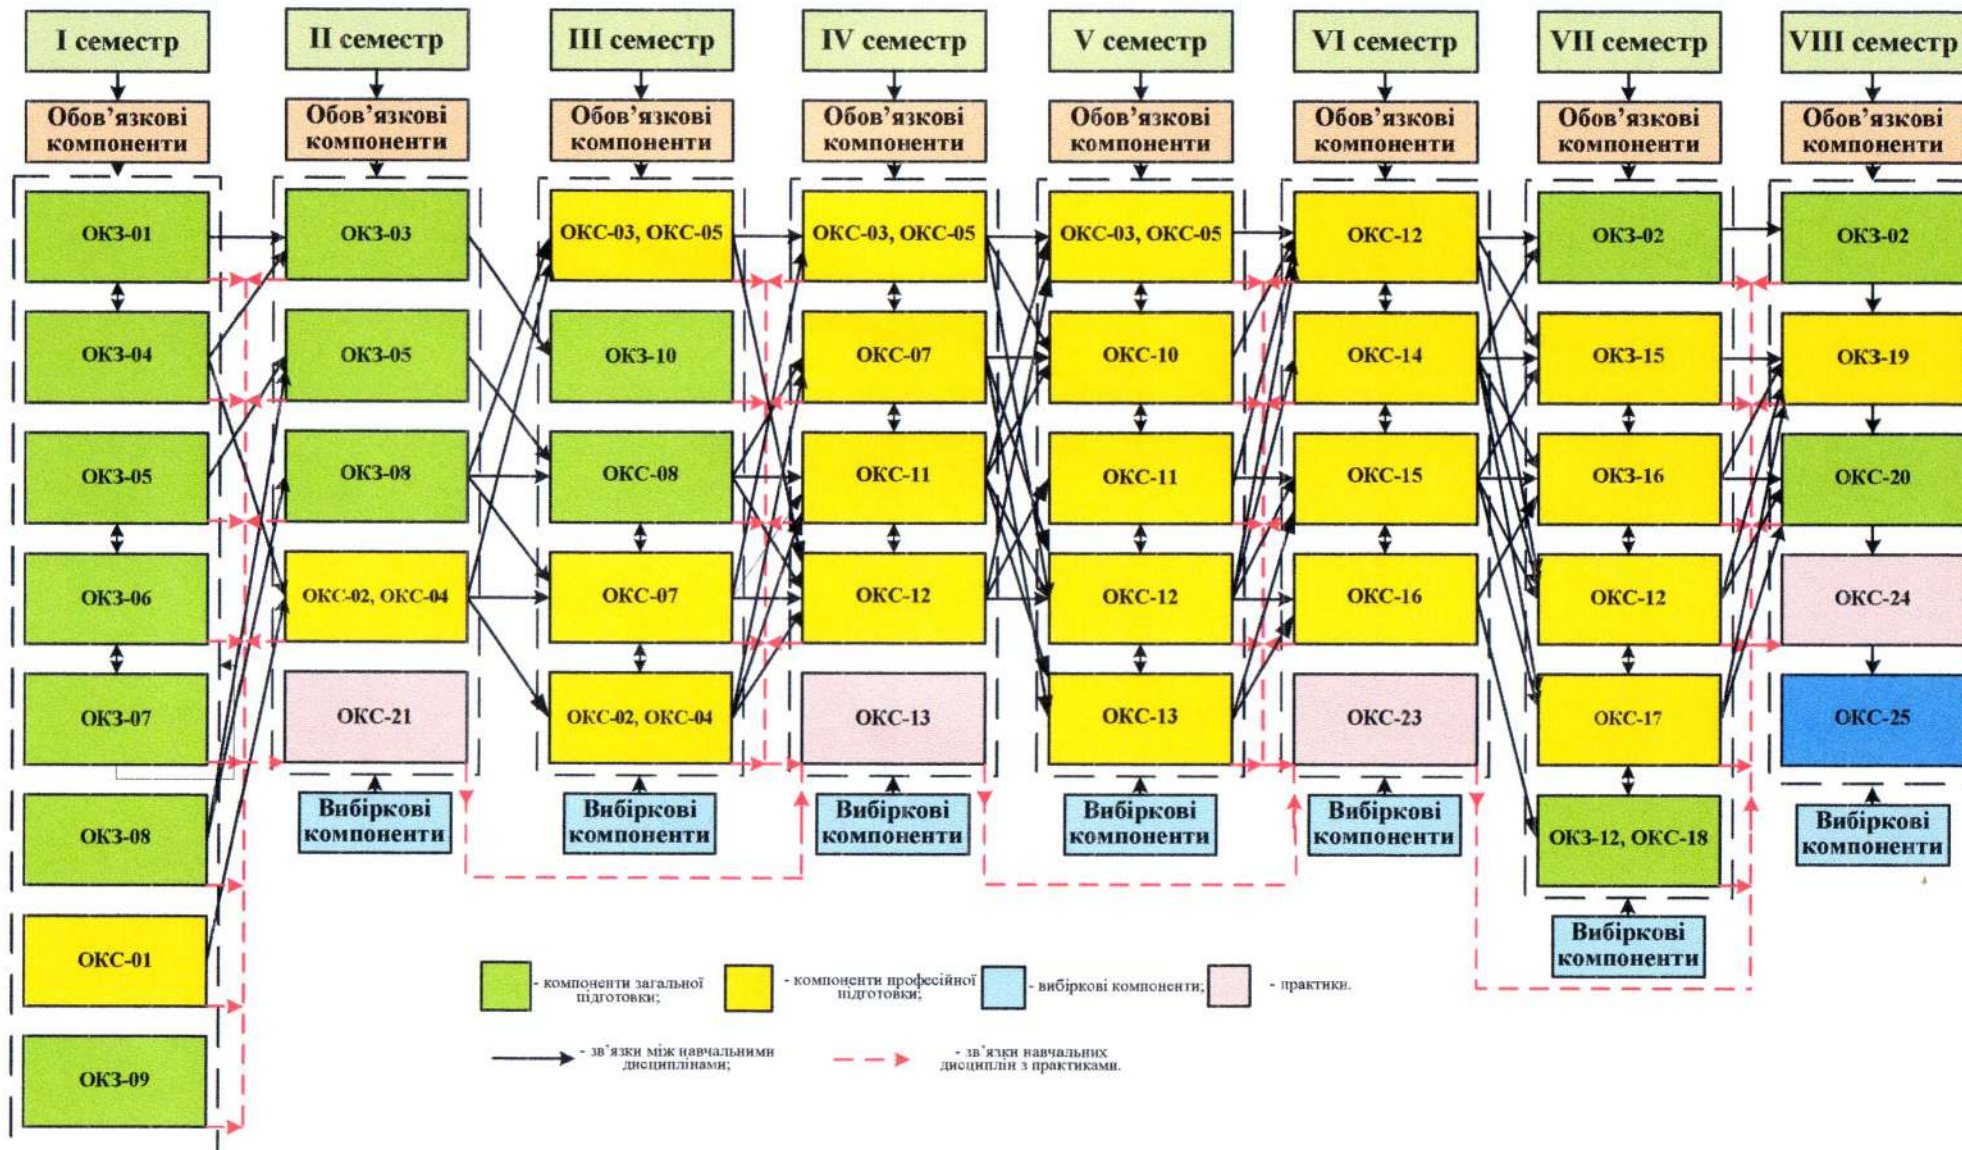 I семестр
II семестр
III семестр
IV семестр
V семестр
VI семестр
VII семестр
VIII семестр
Обов’язкові
компоненти
Обов’язкові
компоненти
Обов’язкові
компоненти
Обов’язкові
компоненти
Обов’язкові
компоненти
Обов’язкові
компоненти
Обов’язкові
компоненти
Обов’язкові
компоненти
ОКЗ-01
ОКЗ-03
ОКС-03, ОКС-05
ОКС-03, ОКС-05
ОКС-03, ОКС-05
ОКС-12
ОКЗ-02
ОКЗ-02
ОКЗ-04
ОКЗ-05
ОКЗ-10
ОКС-07
ОКС-10
ОКС-14
ОКЗ-15
ОКЗ-19
ОКЗ-05
ОКЗ-08
ОКС-08
ОКС-11
ОКС-11
ОКС-15
ОКЗ-16
ОКС-20
ОКЗ-06
ОКС-02, ОКС-04
ОКС-07
ОКС-12
ОКС-12
ОКС-16
ОКС-12
ОКС-24
ОКЗ-07
ОКС-21
ОКС-02, ОКС-04
ОКС-13
ОКС-13
ОКС-23
ОКС-17
ОКС-25
ОКЗ-08
Вибіркові
компоненти
Вибіркові
компоненти
Вибіркові
компоненти
Вибіркові
компоненти
Вибіркові
компоненти
ОКЗ-12, ОКС-18
Вибіркові
компоненти
ОКС-01
Вибіркові
компоненти
ОКЗ-09
- компоненти загальної
підготовки;
- компоненти професійної
підготовки;
- вибіркові компоненти;
- практики.
- зв’язки між навчальними
дисциплінами;
- зв’язки навчальних
дисциплін з практиками.